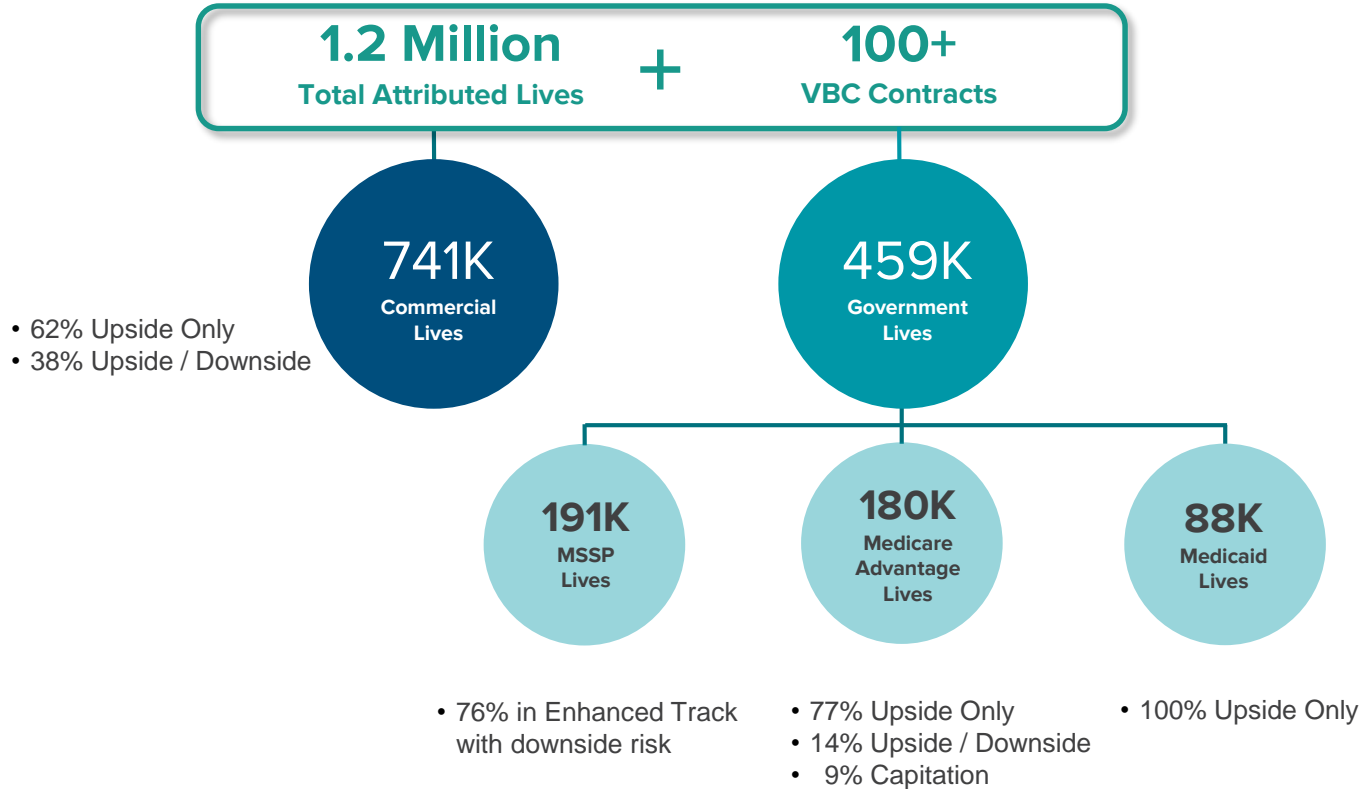 1.2 Million
Total Attributed Lives
+
100+
VBC Contracts
741K
Commercial
Lives
• 62% Upside Only
• 38% Upside / Downside
459K
Government
Lives
191K
MSSP
Lives
• 76% in Enhanced Track
with downside risk
180K
Medicare
Advantage
Lives
• 77% Upside Only
• 14% Upside / Downside
• 9% Capitation
88K
Medicaid
Lives
• 100% Upside Only